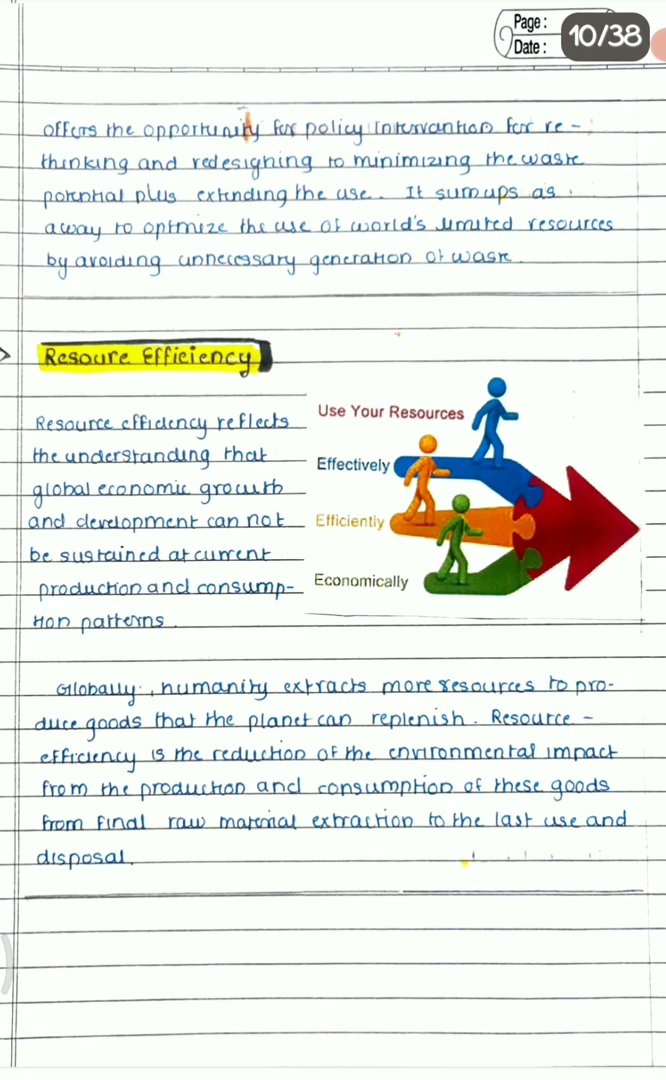 Page :
Date :
10/38
offers the opportunity for policy intervantion for re-
thinking and redesigning to minimizing the waste
potential plus extending the use. It sum ups as
away to optmize the use of world's limited resources
by avoiding unnecessary generation of waste.
Resoure Efficiency
Resource efficiency reflects
the understanding that
global economic growth
and development can not
be sustained at current
production and consump-
tion patterns.
Use Your Resources
Effectively
Efficiently
Economically
Globally, humanity extracts more resources to pro-
duce goods that the planet can replenish. Resource -
efficiency is the reduction of the environmental impact
from the production and consumption of these goods
from final raw material extraction to the last use and
disposal.